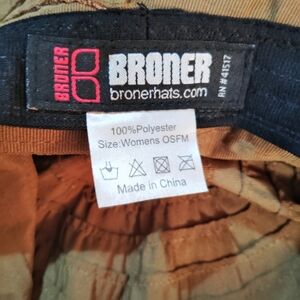 BRONER
BRONER
bronerhats.com
RN #41517
100%Polyester
Size:Womens OSFM
Made in China